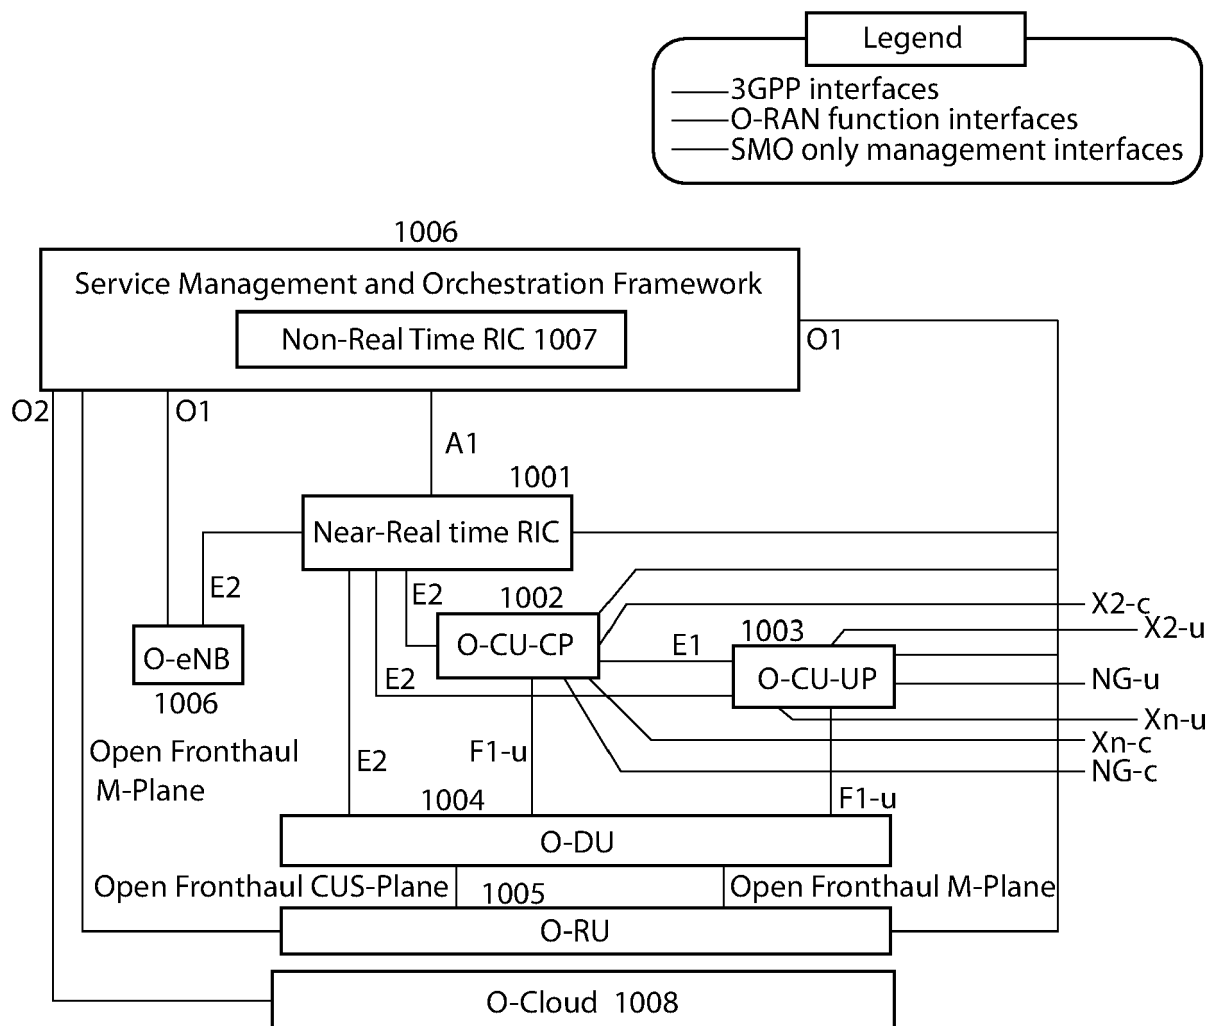 Legend
3GPP interfaces
O-RAN function interfaces
SMO only management interfaces
1006
Service Management and Orchestration Framework
Non-Real Time RIC 1007
O1
O2
O1
A1
1001
Near-Real time RIC
E2
E2
1002
O-CU-CP
E1
1003
O-CU-UP
X2-c
X2-u
NG-u
Xn-u
Xn-c
NG-c
O-eNB
1006
E2
Open Fronthaul
M-Plane
E2
F1-u
F1-u
1004
O-DU
Open Fronthaul CUS-Plane
1005
Open Fronthaul M-Plane
O-RU
O-Cloud 1008